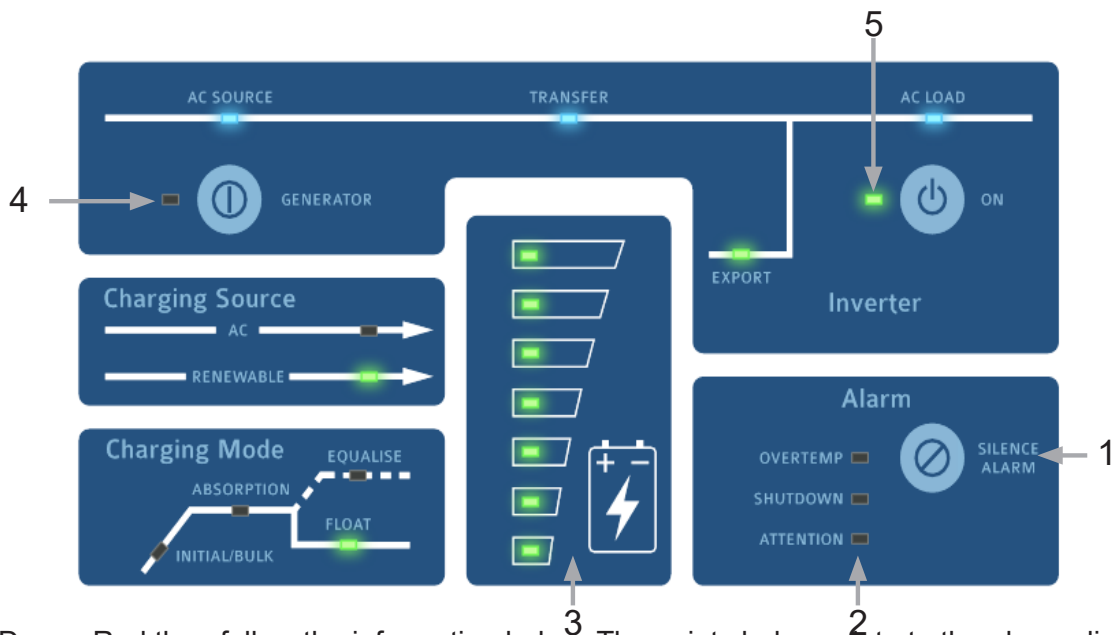 5
AC SOURCE TRANSFER AC LOAD
4 GENERATOR ON
EXPORT
Inverter
Charging Source
AC
RENEWABLE
Charging Mode
EQUALISE
ABSORPTION
FLOAT
INITIAL/BULK
+ −
Alarm
OVERTEMP
SHUTDOWN
ATTENTION
SILENCE
ALARM
1
3
2